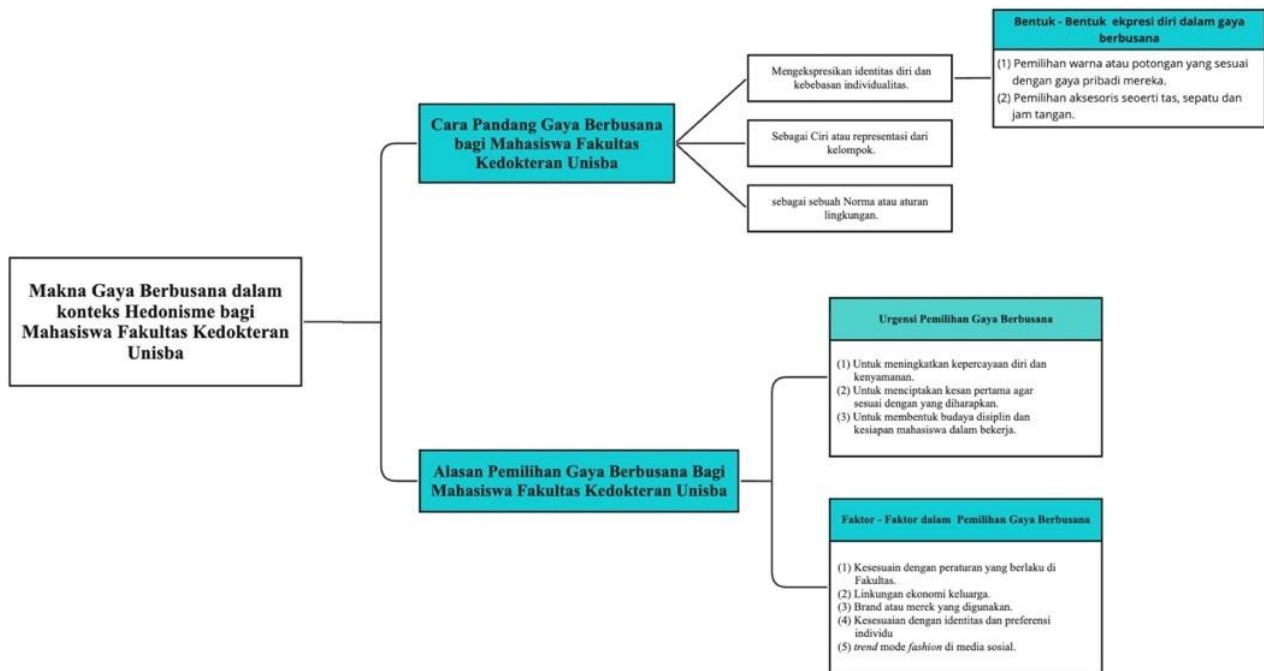 Makna Gaya Berbusana dalam
konteks Hedonisme bagi
Mahasiswa Fakultas Kedokteran
Unisba
Cara Pandang Gaya Berbusana
bagi Mahasiswa Fakultas
Kedokteran Unisba
Mengekspresikan identitas diri dan
kebebasan individualitas.
Bentuk - Bentuk ekpresi diri dalam gaya
berbusana
(1) Pemilihan warna atau potongan yang sesuai
dengan gaya pribadi mereka.
(2) Pemilihan aksesoris seoerti tas, sepatu dan
jam tangan.
Sebagai Ciri atau representasi dari
kelompok.
sebagai sebuah Norma atau aturan
lingkungan.
Alasan Pemilihan Gaya Berbusana Bagi
Mahasiswa Fakultas Kedokteran Unisba
Urgensi Pemilihan Gaya Berbusana
(1) Untuk meningkatkan kepercayaan diri dan
kenyamanan.
(2) Untuk menciptakan kesan pertama agar
sesuai dengan yang diharapkan.
(3) Untuk membentuk budaya disiplin dan
kesiapan mahasiswa dalam bekerja.
Faktor - Faktor dalam Pemilihan Gaya Berbusana
(1) Kesesuain dengan peraturan yang berlaku di
Fakultas.
(2) Linkungan ekonomi keluarga.
(3) Brand atau merek yang digunakan.
(4) Kesesuaian dengan identitas dan preferensi
individu
(5) trend mode fashion di media sosial.